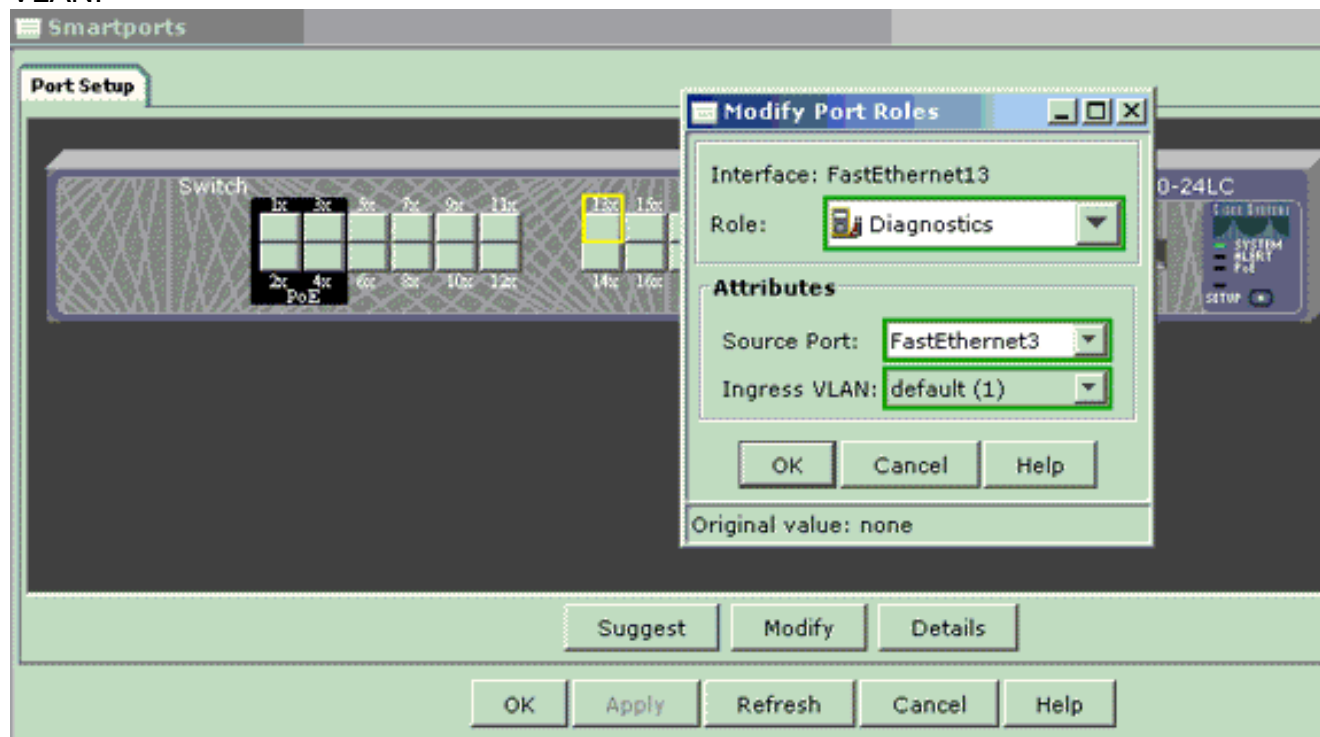 Smartports
Port Setup
Modify Port Roles
Interface: FastEthernet13
Role: Diagnostics
Attributes
Source Port: FastEthernet3
Ingress VLAN: default (1)
OK Cancel Help
Original value: none
Switch
1x 3x 5x 7x 9x 11x 13x 15x
2x 4x 6x 8x 10x 12x 14x 16x
PoE
0-24LC
SYSTEM
ALERT
PoE
SETUP
Suggest Modify Details
OK Apply Refresh Cancel Help